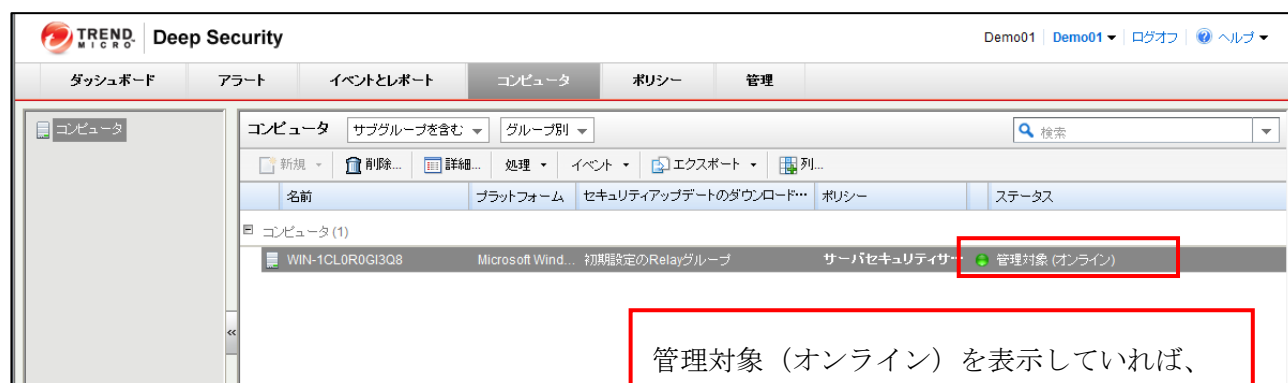 TREND MICRO Deep Security Demo01 Demo01 ログオフ ヘルプ
ダッシュボード アラート イベントとレポート コンピュータ ポリシー 管理
コンピュータ コンピュータ サブグループを含む グループ別 検索
新規 削除... 詳細... 処理 イベント エクスポート 列...
名前 プラットフォーム セキュリティアップデートのダウンロード… ポリシー ステータス
コンピュータ (1)
WIN-1CL0R0GI3Q8 Microsoft Wind... 初期設定のRelayグループ サーバセキュリティサ… 管理対象 (オンライン)
«
管理対象（オンライン）を表示していれば、